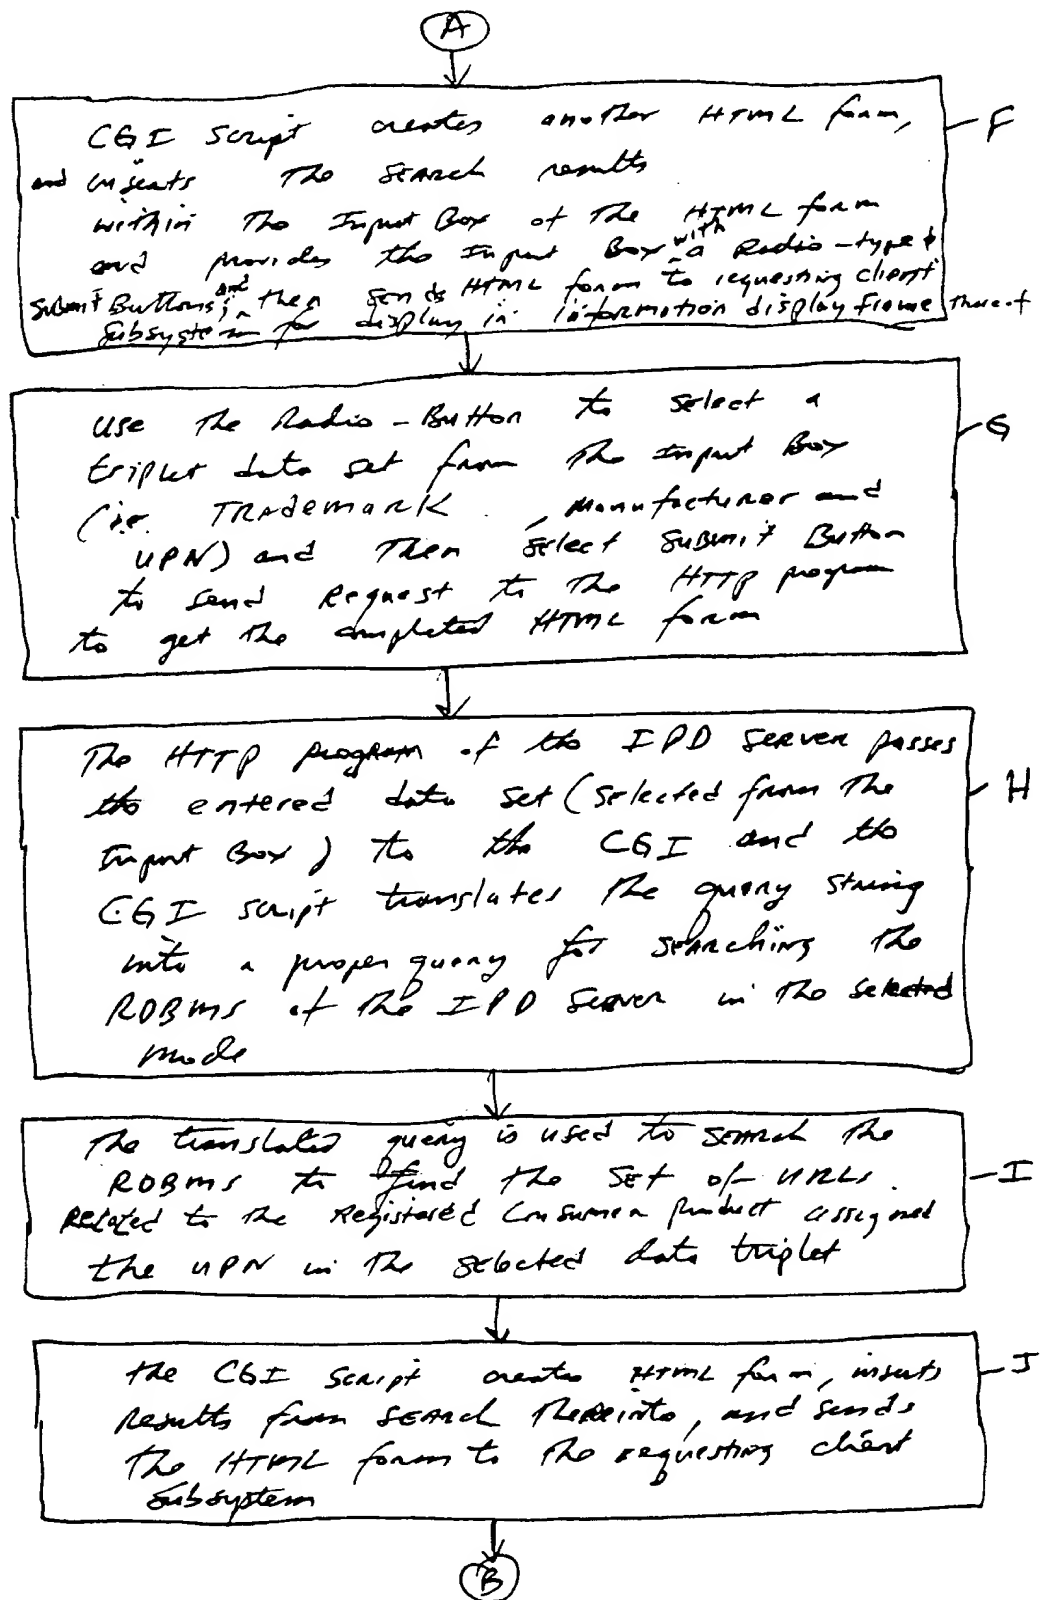 A
CGI Script creates another HTML form, F
and inserts the search results
within the Input Box of the HTML form
and provides the Input Box with a Radio-type &
Submit Buttons; and then sends HTML form to requesting client
Subsystem for display in information display frame thereof
Use the Radio-Button to select a G
triplet data set from the Input Box
(i.e. TRADEMARK, Manufacturer and
UPN) and then select submit Button
to send Request to the HTTP program
to get the completed HTML form
The HTTP program of the IPD Server passes
the entered data set (selected from the H
Input Box) to the CGI and the
CGI script translates the query string
into a proper query for searching the
RDBMS of the IPD Server in the selected
mode
The translated query is used to search the
RDBMS to find the set of URLs I
Related to the Registered Consumer product assigned
the UPN in the selected data triplet
the CGI Script creates HTML form, inserts J
Results from search thereinto, and sends
the HTML form to the requesting client
subsystem
B